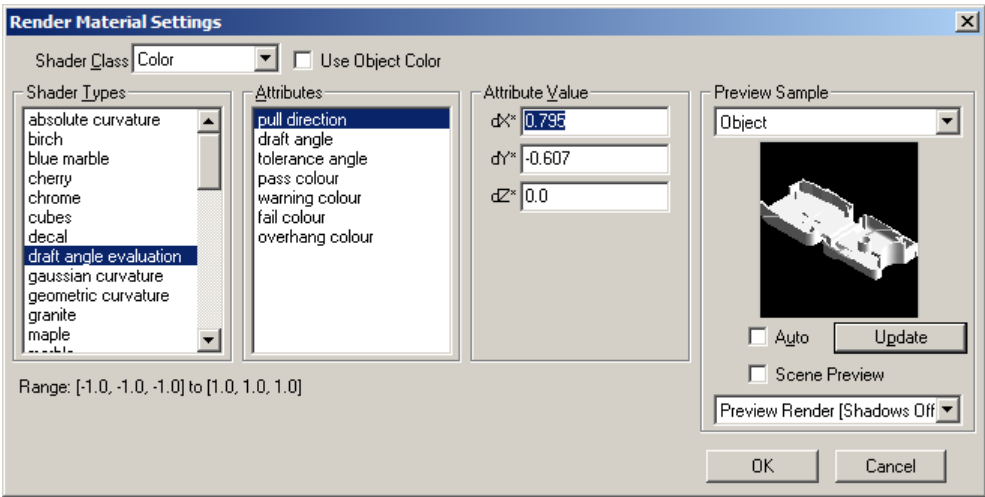 Render Material Settings
Shader Class Color Use Object Color
Shader Types
absolute curvature
birch
blue marble
cherry
chrome
cubes
decal
draft angle evaluation
gaussian curvature
geometric curvature
granite
maple
Attributes
pull direction
draft angle
tolerance angle
pass colour
warning colour
fail colour
overhang colour
Attribute Value
dX* 0.795
dY* -0.607
dZ* 0.0
Preview Sample
Object
Auto Update
Scene Preview
Preview Render [Shadows Off
Range: [-1.0, -1.0, -1.0] to [1.0, 1.0, 1.0]
OK Cancel